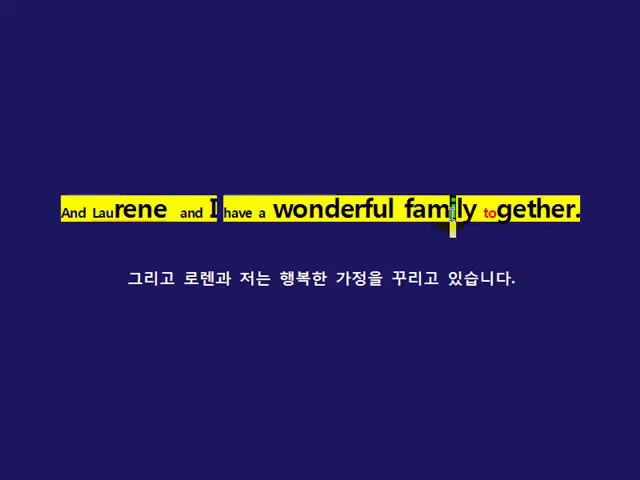 And Laurene and I have a wonderful family together.
그리고 로렌과 저는 행복한 가정을 꾸리고 있습니다.